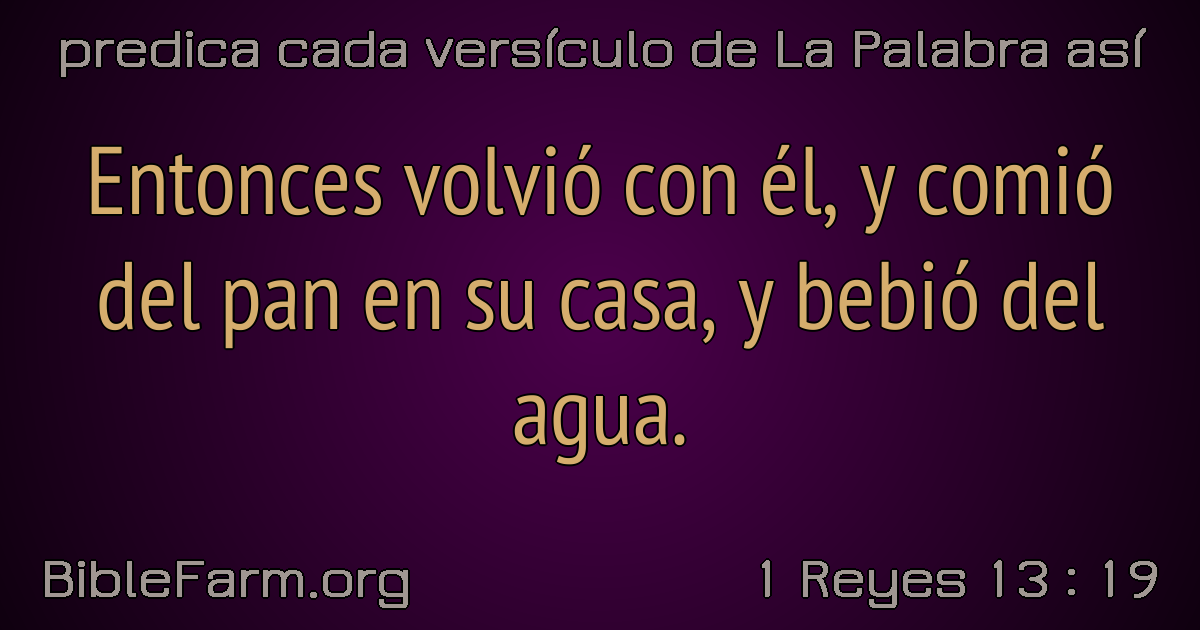 predica cada versículo de La Palabra así
Entonces volvió con él, y comió
del pan en su casa, y bebió del
agua.
BibleFarm.org
1 Reyes 13 : 19